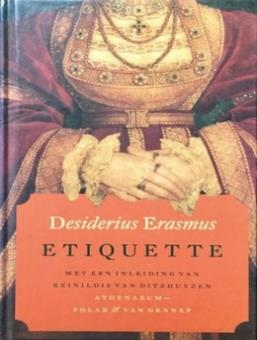 Desiderius Erasmus
ETIQUETTE
MET EEN INLEIDING VAN
REINILDIS VAN DITZHUYZEN
ATHENAEUM—
POLAK & VAN GENNEP